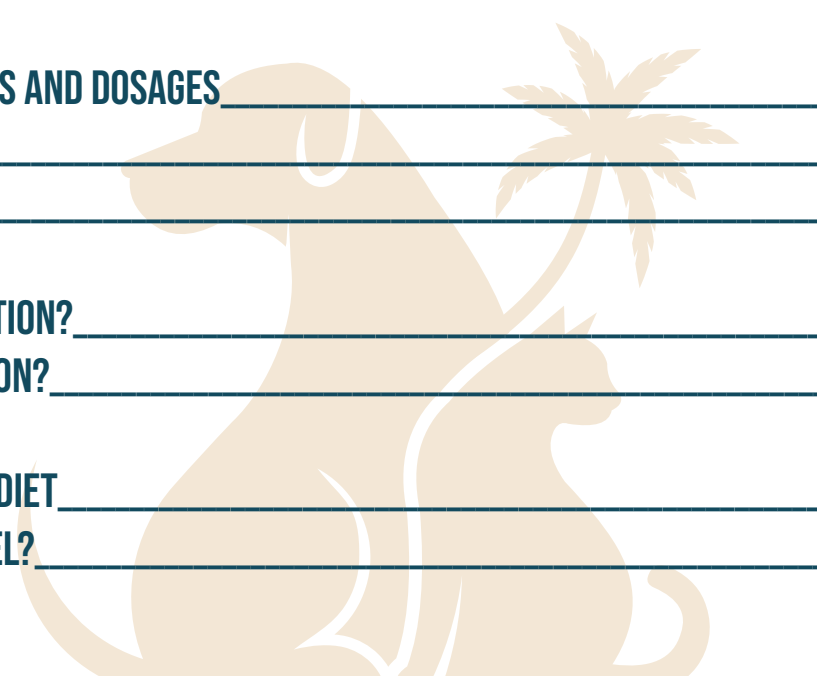 S AND DOSAGES
TION?
ON?
DIET
EL?